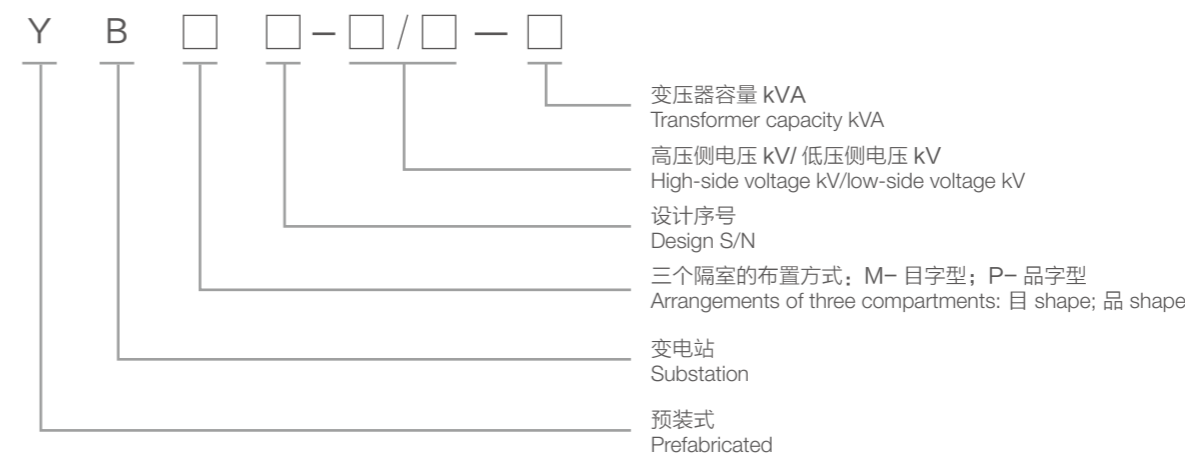 Y B □ □ – □ / □ — □
变压器容量 kVA
Transformer capacity kVA
高压侧电压 kV/ 低压侧电压 kV
High-side voltage kV/low-side voltage kV
设计序号
Design S/N
三个隔室的布置方式：M– 目字型；P– 品字型
Arrangements of three compartments: 目 shape; 品 shape
变电站
Substation
预装式
Prefabricated